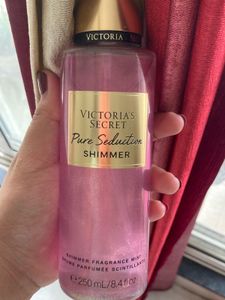 VICTORIA
VICTORIA'S
SECRET
Pure Seduction
SHIMMER
SHIMMER FRAGRANCE MIST
BRUME PARFUMÉE SCINTILLANTE
℮ 250 mL/8.4 fl oz